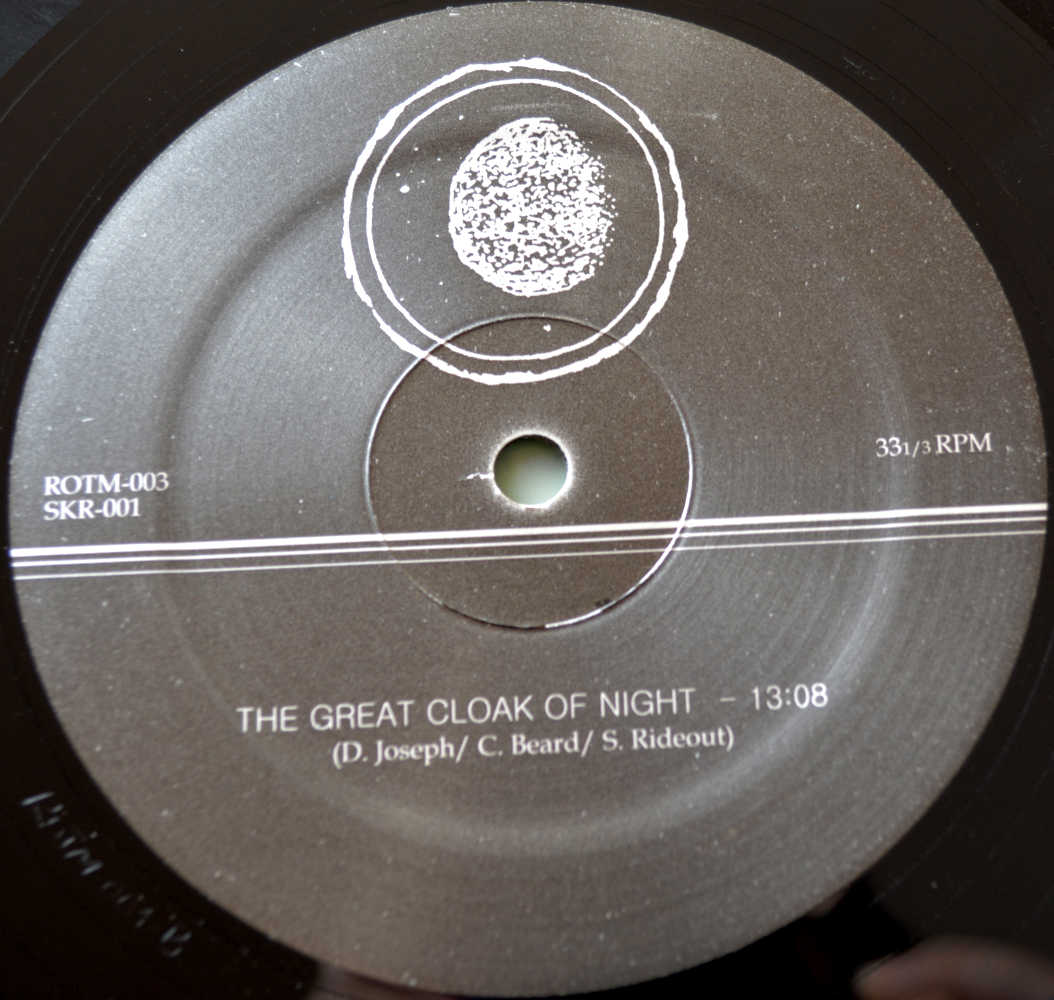 33 1/3 RPM
ROTM-003
SKR-001
THE GREAT CLOAK OF NIGHT – 13:08
(D. Joseph/ C. Beard/ S. Rideout)